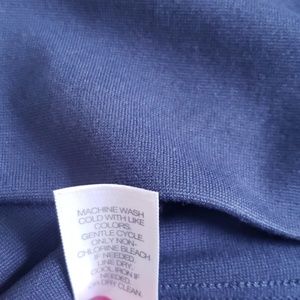 MACHINE WASH
COLD WITH LIKE
COLORS.
GENTLE CYCLE.
ONLY NON-
CHLORINE BLEACH
IF NEEDED.
LINE DRY.
COOL IRON IF
NEEDED.
OR DRY CLEAN.